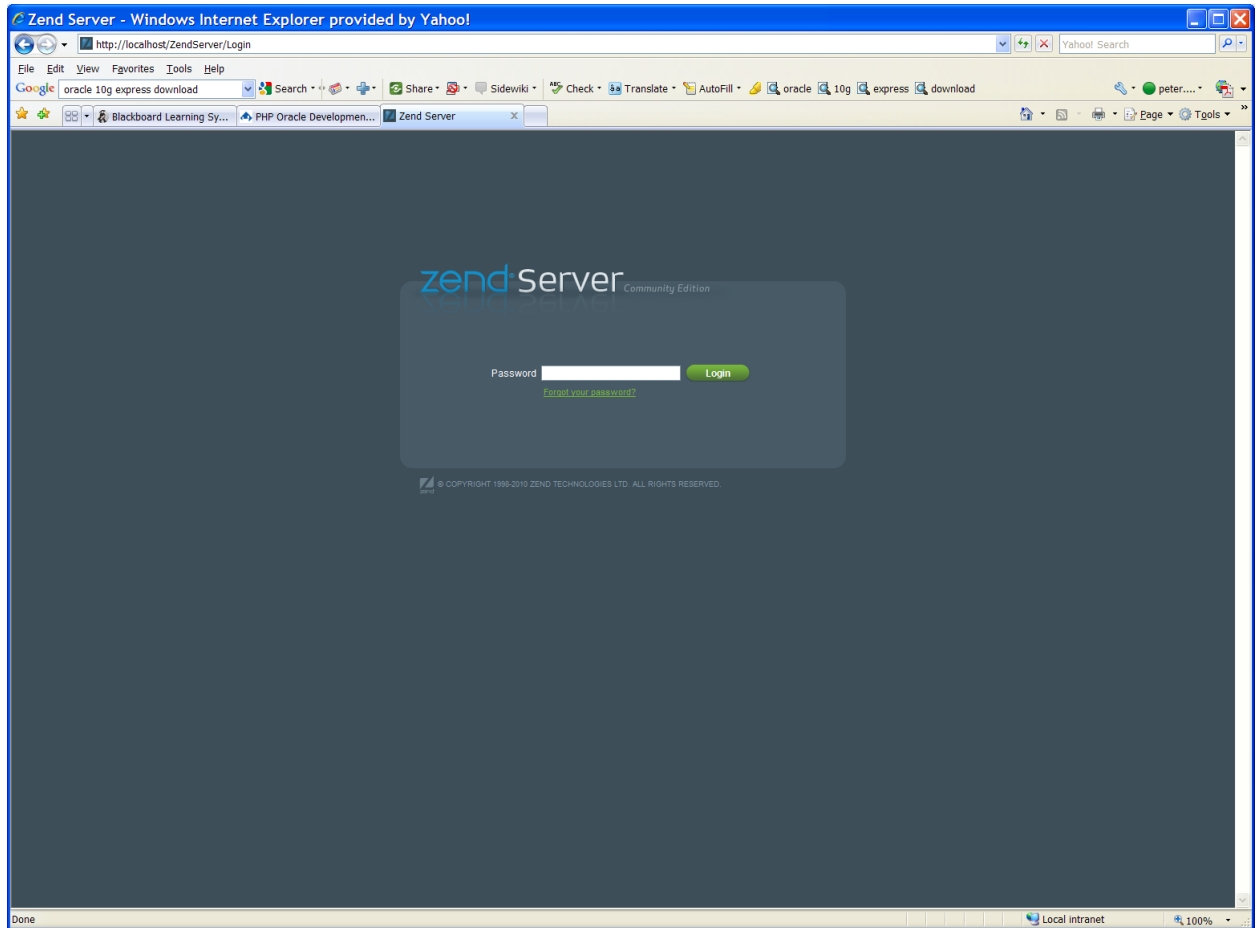 Zend Server - Windows Internet Explorer provided by Yahoo!
http://localhost/ZendServer/Login
Yahoo! Search
File Edit View Favorites Tools Help
Google oracle 10g express download Search Share Sidewiki Check Translate AutoFill oracle 10g express download peter....
Blackboard Learning Sy... PHP Oracle Developmen... Zend Server Page Tools
zend Server Community Edition
Password Login
Forgot your password?
zend © COPYRIGHT 1998-2010 ZEND TECHNOLOGIES LTD. ALL RIGHTS RESERVED.
Done Local intranet 100%